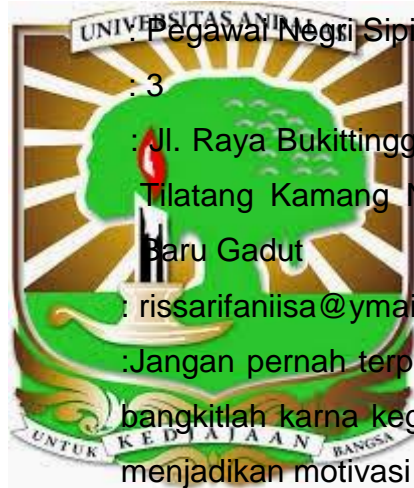 UNIVERSITAS ANDALAS
: Pegawai Negri Sipi
: 3
: Jl. Raya Bukittingg
Tilatang Kamang
Baru Gadut
: rissarifaniisa@ymai
:Jangan pernah terp
bangkitlah karna keg
menjadikan motivasi
UNTUK KEDJAJAAN BANGSA